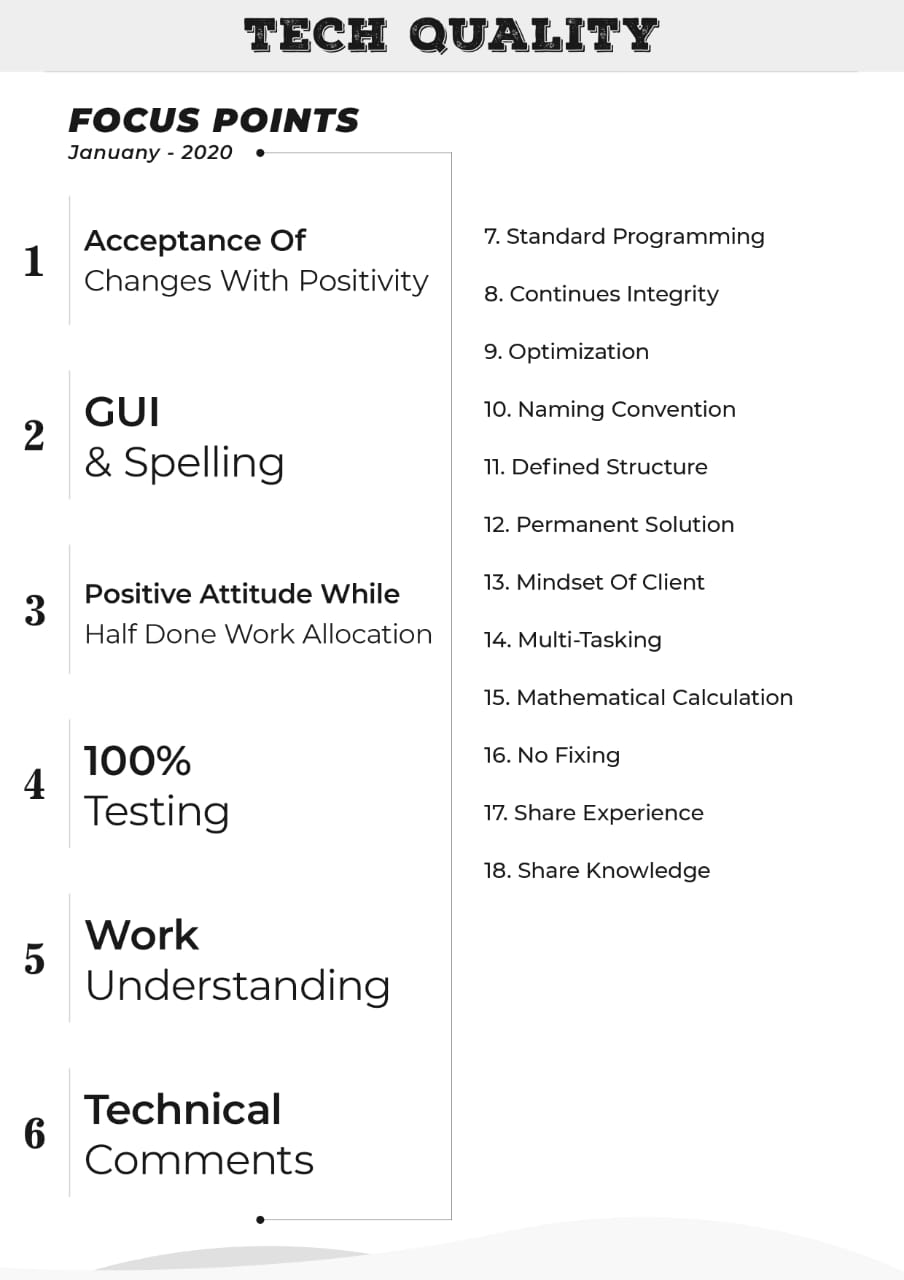 TECH QUALITY
FOCUS POINTS
Januany - 2020
1
Acceptance Of
Changes With Positivity
2
GUI
& Spelling
3
Positive Attitude While
Half Done Work Allocation
4
100%
Testing
5
Work
Understanding
6
Technical
Comments
7. Standard Programming
8. Continues Integrity
9. Optimization
10. Naming Convention
11. Defined Structure
12. Permanent Solution
13. Mindset Of Client
14. Multi-Tasking
15. Mathematical Calculation
16. No Fixing
17. Share Experience
18. Share Knowledge